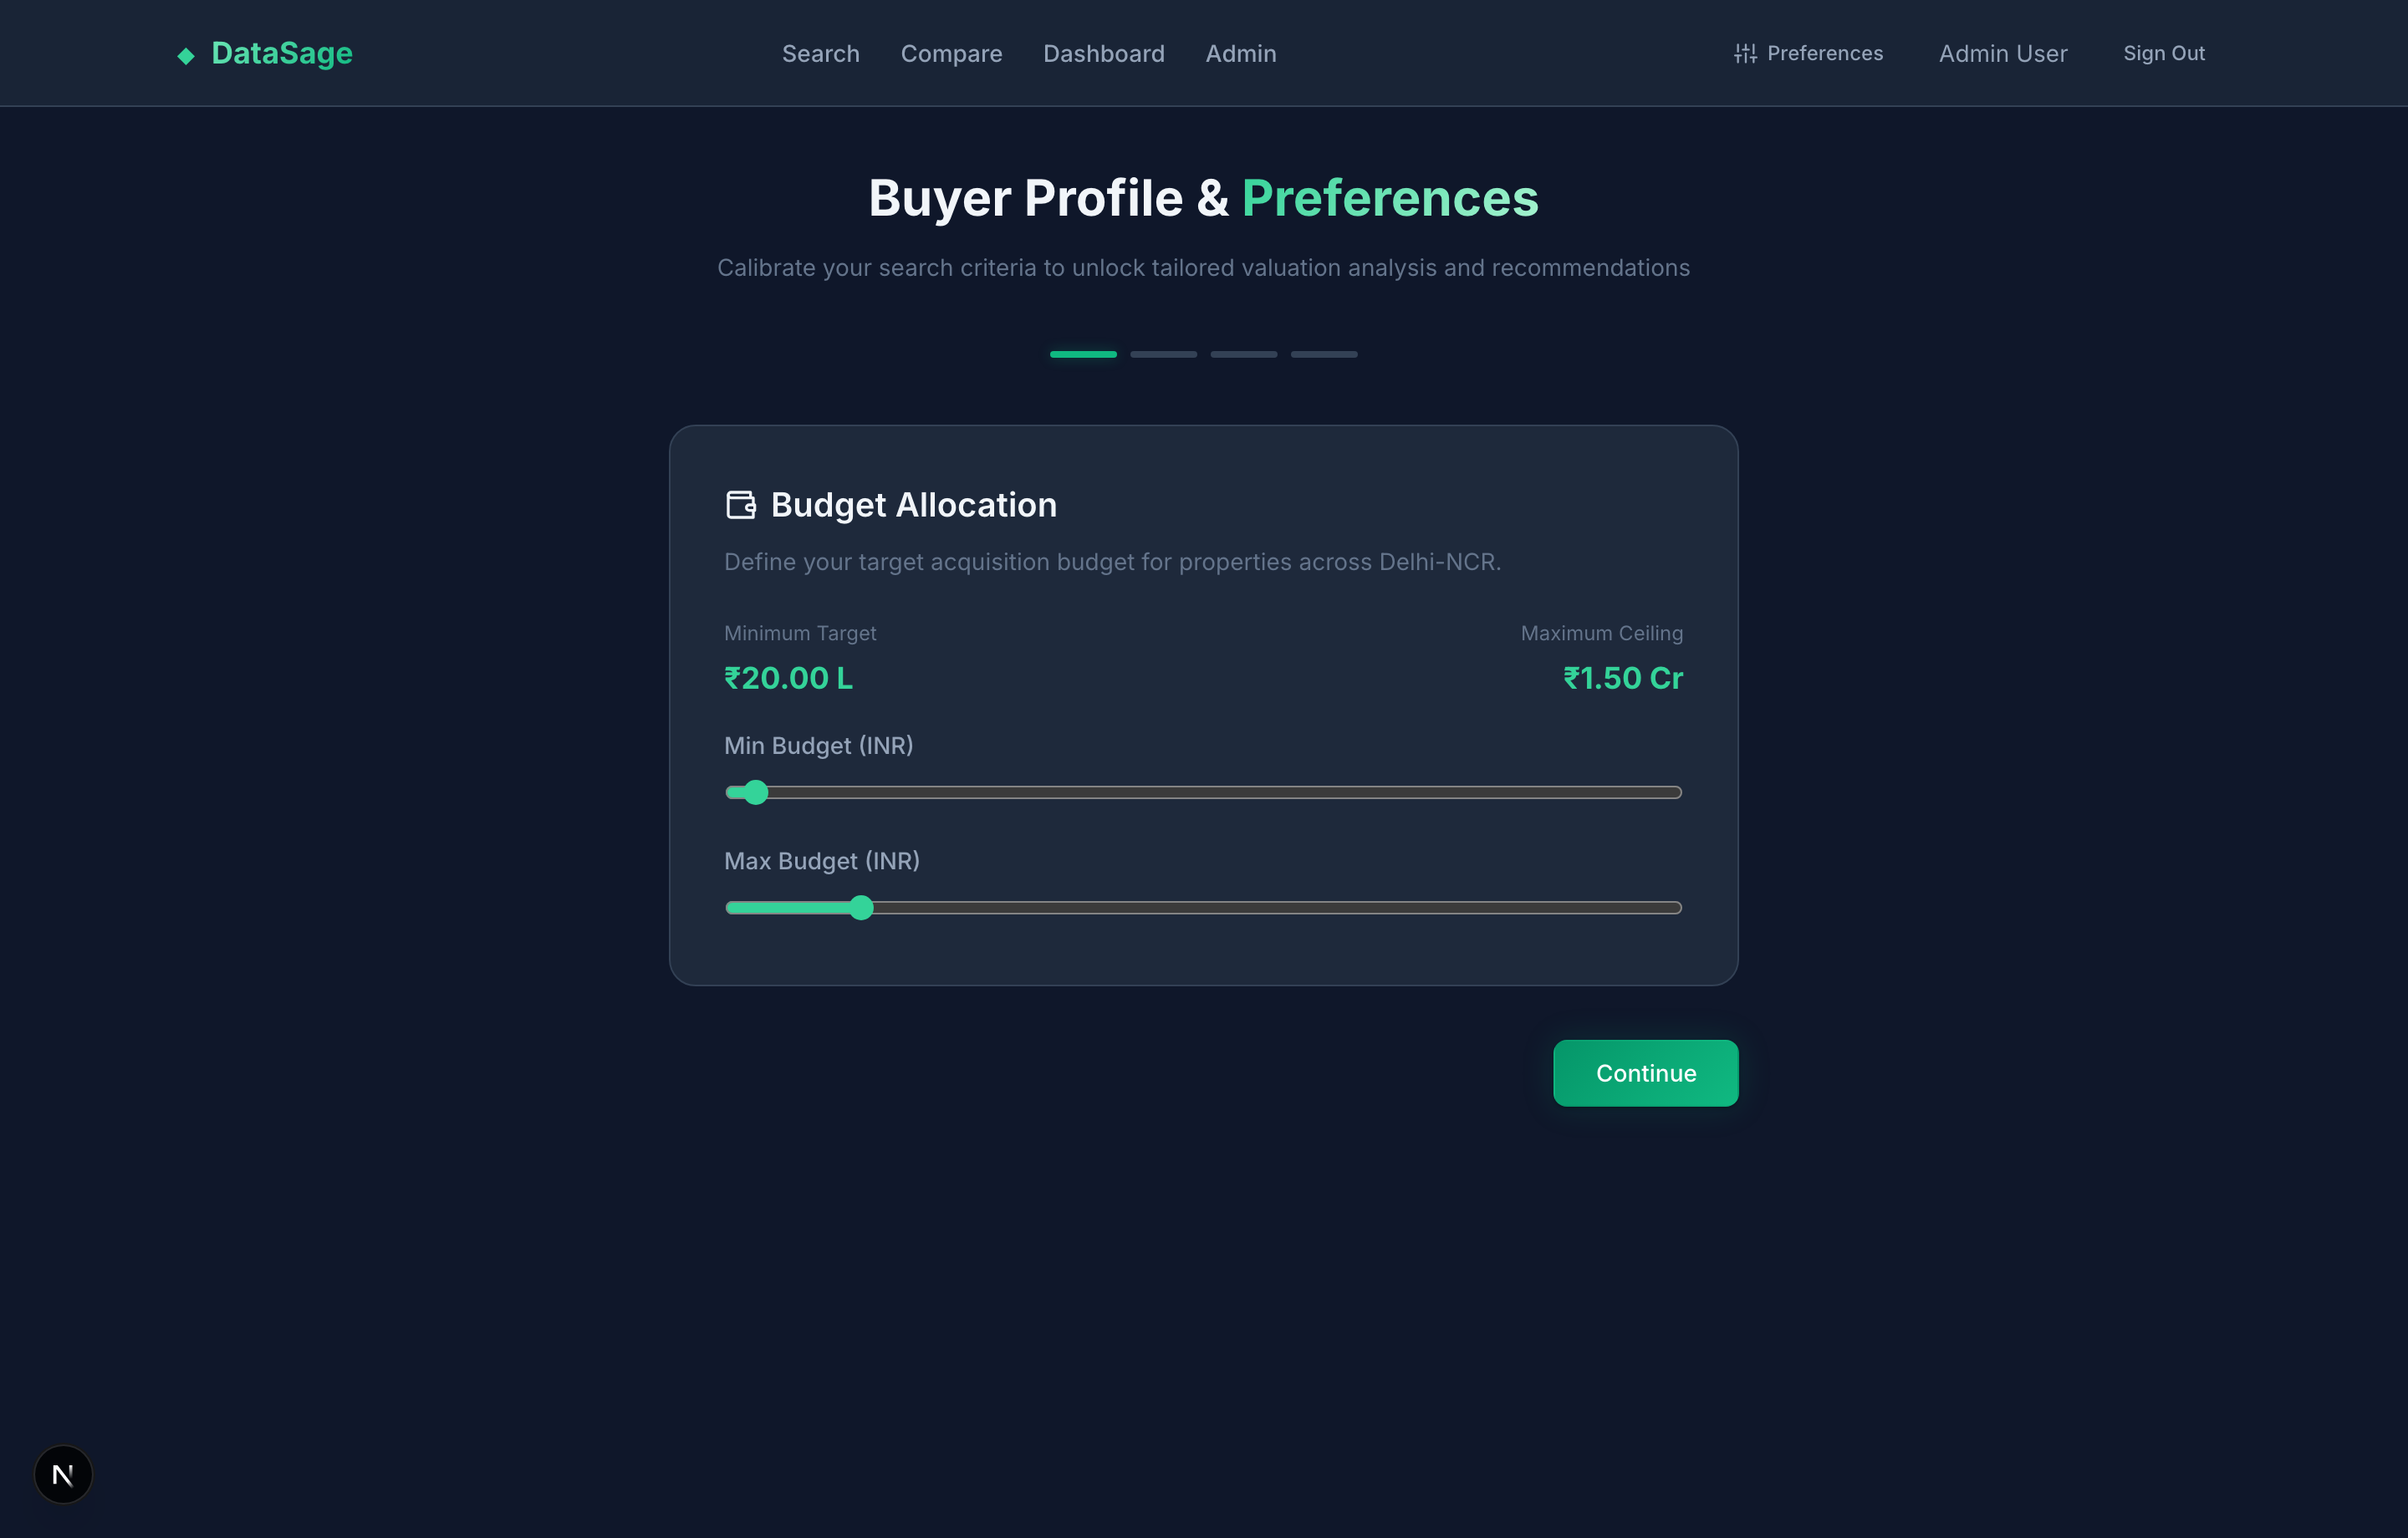 DataSage
Search Compare Dashboard Admin
Preferences Admin User Sign Out
Buyer Profile & Preferences
Calibrate your search criteria to unlock tailored valuation analysis and recommendations
Budget Allocation
Define your target acquisition budget for properties across Delhi-NCR.
Minimum Target
Maximum Ceiling
₹20.00 L
₹1.50 Cr
Min Budget (INR)
Max Budget (INR)
Continue
N